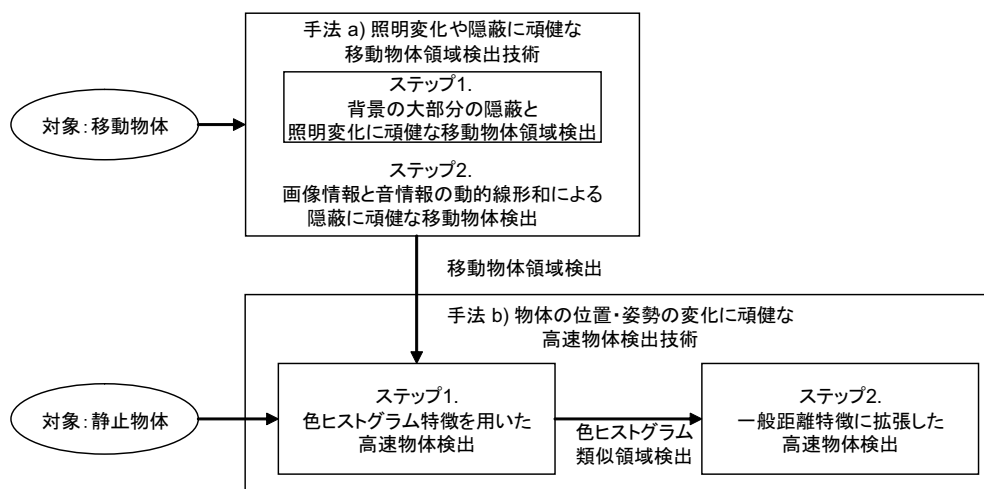 手法 a) 照明変化や隠蔽に頑健な
移動物体領域検出技術
ステップ1.
背景の大部分の隠蔽と
照明変化に頑健な移動物体領域検出
対象:移動物体
ステップ2.
画像情報と音情報の動的線形和による
隠蔽に頑健な移動物体検出
移動物体領域検出
手法 b) 物体の位置・姿勢の変化に頑健な
高速物体検出技術
対象:静止物体
ステップ1.
色ヒストグラム特徴を用いた
高速物体検出
色ヒストグラム
類似領域検出
ステップ2.
一般距離特徴に拡張した
高速物体検出